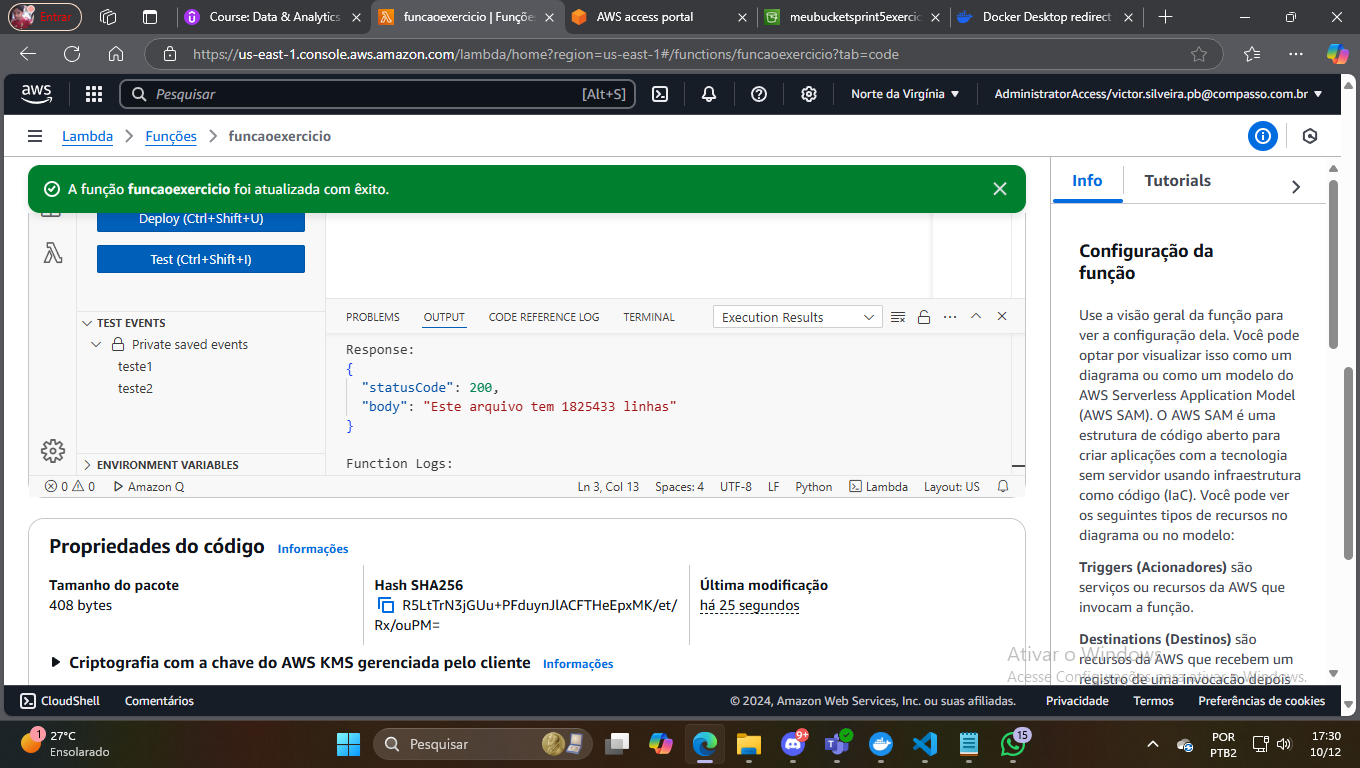 Entrar
Course: Data & Analytics
funcaoexercicio | Funções
AWS access portal
meubucketsprint5exercic
Docker Desktop redirect
https://us-east-1.console.aws.amazon.com/lambda/home?region=us-east-1#/functions/funcaoexercicio?tab=code
aws
Pesquisar
[Alt+S]
Norte da Virgínia
AdministratorAccess/victor.silveira.pb@compasso.com.br
Lambda
Funções
funcaoexercicio
A função funcaoexercicio foi atualizada com êxito.
Deploy (Ctrl+Shift+U)
Test (Ctrl+Shift+I)
TEST EVENTS
Private saved events
teste1
teste2
ENVIRONMENT VARIABLES
PROBLEMS
OUTPUT
CODE REFERENCE LOG
TERMINAL
Execution Results
Response:
{
"statusCode": 200,
"body": "Este arquivo tem 1825433 linhas"
}
Function Logs:
0 0
Amazon Q
Ln 3, Col 13
Spaces: 4
UTF-8
LF
Python
Lambda
Layout: US
Propriedades do código
Informações
Tamanho do pacote
408 bytes
Hash SHA256
R5LtTrN3jGUu+PFduynJlACFTHeEpxMK/et/
Rx/ouPM=
Última modificação
há 25 segundos
Criptografia com a chave do AWS KMS gerenciada pelo cliente
Informações
Info
Tutorials
Configuração da
função
Use a visão geral da função para
ver a configuração dela. Você pode
optar por visualizar isso como um
diagrama ou como um modelo do
AWS Serverless Application Model
(AWS SAM). O AWS SAM é uma
estrutura de código aberto para
criar aplicações com a tecnologia
sem servidor usando infraestrutura
como código (IaC). Você pode ver
os seguintes tipos de recursos no
diagrama ou no modelo:
Triggers (Acionadores) são
serviços ou recursos da AWS que
invocam a função.
Destinations (Destinos) são
recursos da AWS que recebem um
registro de uma invocação depois
Ativar o Windows
Acesse Configurações para ativar o Windows.
CloudShell
Comentários
© 2024, Amazon Web Services, Inc. ou suas afiliadas.
Privacidade
Termos
Preferências de cookies
1
27°C
Ensolarado
Pesquisar
9+
15
POR
PTB2
17:30
10/12